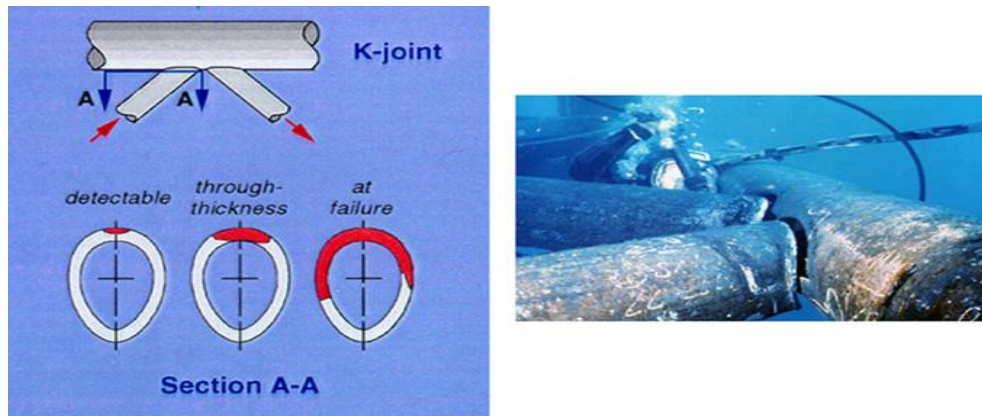 K-joint
A A
detectable
through-
thickness
at
failure
Section A-A